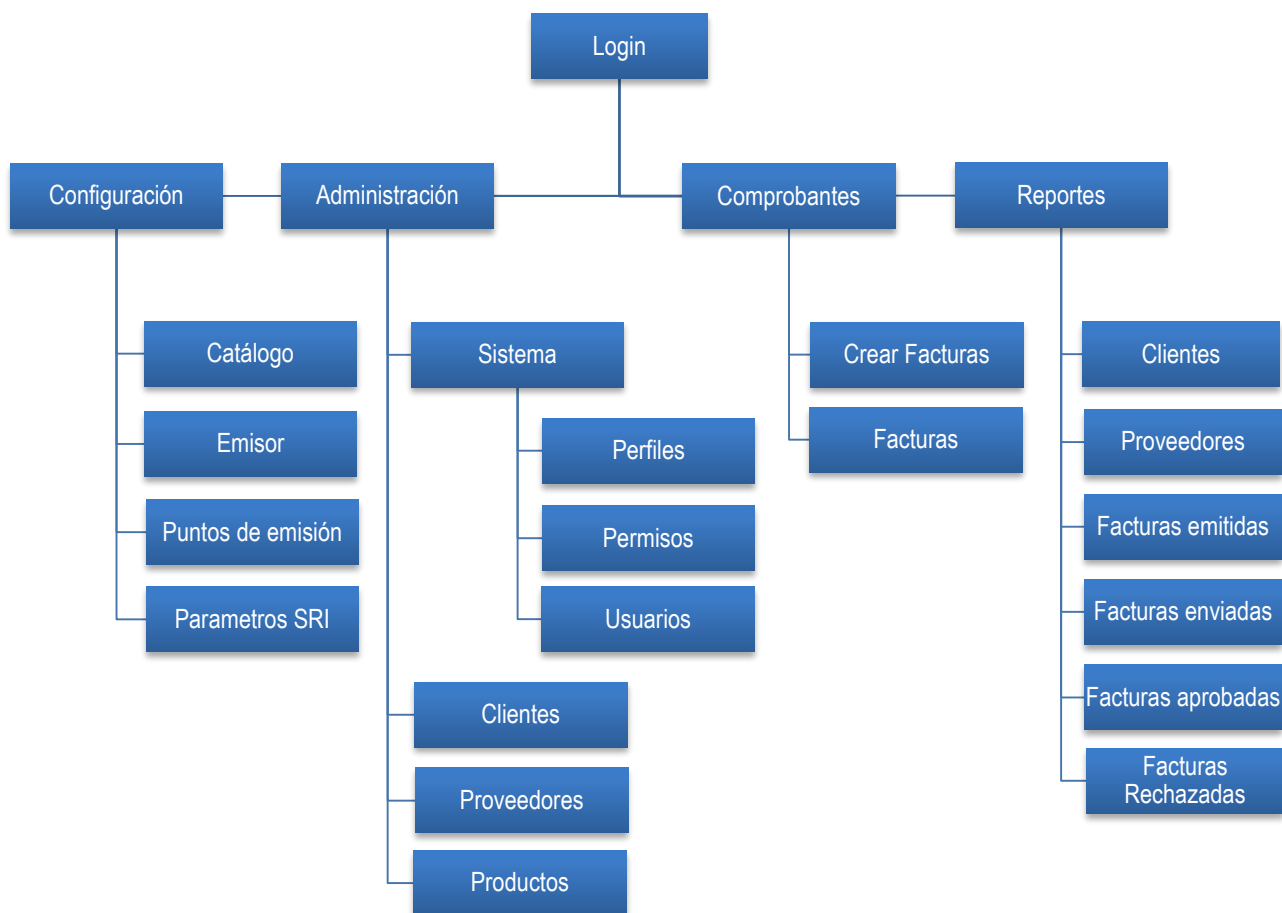 Login
Configuración
Administración
Comprobantes
Reportes
Catálogo
Emisor
Puntos de emisión
Parametros SRI
Sistema
Perfiles
Permisos
Usuarios
Clientes
Proveedores
Productos
Crear Facturas
Facturas
Clientes
Proveedores
Facturas emitidas
Facturas enviadas
Facturas aprobadas
Facturas
Rechazadas